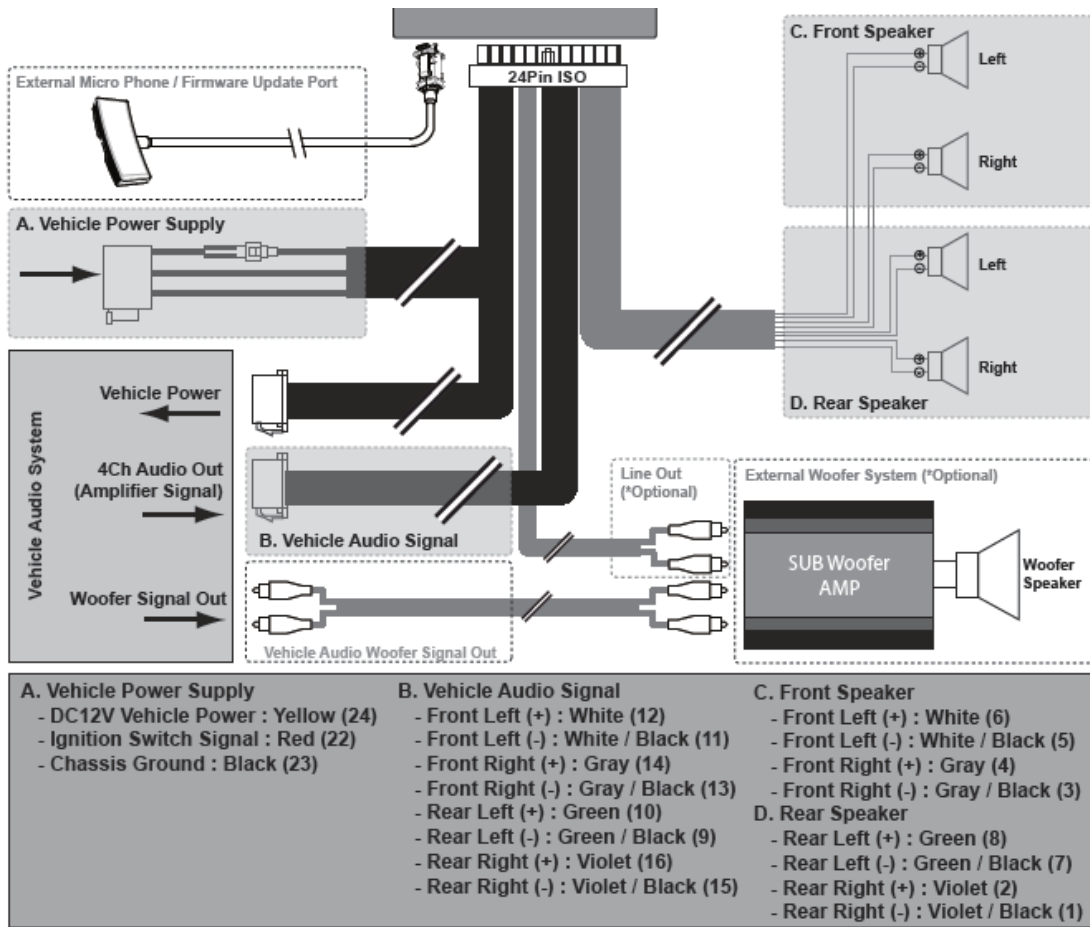 C. Front Speaker
24Pin ISO
Left
External Micro Phone / Firmware Update Port
Right
A. Vehicle Power Supply
Left
Right
D. Rear Speaker
Vehicle Audio System
Vehicle Power
4Ch Audio Out
(Amplifier Signal)
Woofer Signal Out
B. Vehicle Audio Signal
Line Out
(*Optional)
External Woofer System (*Optional)
SUB Woofer
AMP
Woofer
Speaker
Vehicle Audio Woofer Signal Out
A. Vehicle Power Supply
- DC12V Vehicle Power : Yellow (24)
- Ignition Switch Signal : Red (22)
- Chassis Ground : Black (23)
B. Vehicle Audio Signal
- Front Left (+) : White (12)
- Front Left (-) : White / Black (11)
- Front Right (+) : Gray (14)
- Front Right (-) : Gray / Black (13)
- Rear Left (+) : Green (10)
- Rear Left (-) : Green / Black (9)
- Rear Right (+) : Violet (16)
- Rear Right (-) : Violet / Black (15)
C. Front Speaker
- Front Left (+) : White (6)
- Front Left (-) : White / Black (5)
- Front Right (+) : Gray (4)
- Front Right (-) : Gray / Black (3)
D. Rear Speaker
- Rear Left (+) : Green (8)
- Rear Left (-) : Green / Black (7)
- Rear Right (+) : Violet (2)
- Rear Right (-) : Violet / Black (1)